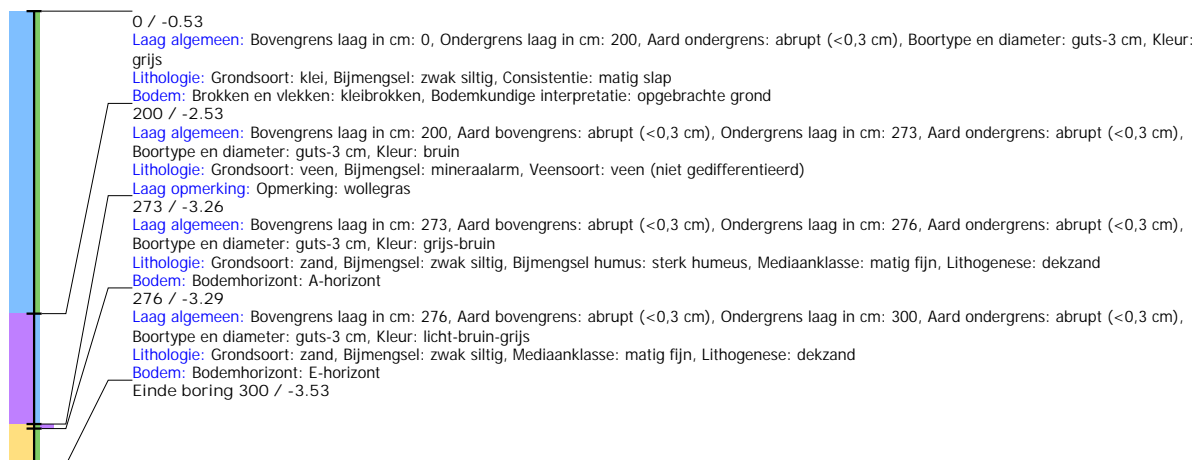 0 / -0.53
Laag algemeen: Bovengrens laag in cm: 0, Ondergrens laag in cm: 200, Aard ondergrens: abrupt (<0,3 cm), Boortype en diameter: guts-3 cm, Kleur:
grijs
Lithologie: Grondsoort: klei, Bijmengsel: zwak siltig, Consistentie: matig slap
Bodem: Brokken en vlekken: kleibrokken, Bodemkundige interpretatie: opgebrachte grond
200 / -2.53
Laag algemeen: Bovengrens laag in cm: 200, Aard bovengrens: abrupt (<0,3 cm), Ondergrens laag in cm: 273, Aard ondergrens: abrupt (<0,3 cm),
Boortype en diameter: guts-3 cm, Kleur: bruin
Lithologie: Grondsoort: veen, Bijmengsel: mineraalarm, Veensoort: veen (niet gedifferentieerd)
Laag opmerking: Opmerking: wollegras
273 / -3.26
Laag algemeen: Bovengrens laag in cm: 273, Aard bovengrens: abrupt (<0,3 cm), Ondergrens laag in cm: 276, Aard ondergrens: abrupt (<0,3 cm),
Boortype en diameter: guts-3 cm, Kleur: grijs-bruin
Lithologie: Grondsoort: zand, Bijmengsel: zwak siltig, Bijmengsel humus: sterk humeus, Mediaanklasse: matig fijn, Lithogenese: dekzand
Bodem: Bodemhorizont: A-horizont
276 / -3.29
Laag algemeen: Bovengrens laag in cm: 276, Aard bovengrens: abrupt (<0,3 cm), Ondergrens laag in cm: 300, Aard ondergrens: abrupt (<0,3 cm),
Boortype en diameter: guts-3 cm, Kleur: licht-bruin-grijs
Lithologie: Grondsoort: zand, Bijmengsel: zwak siltig, Mediaanklasse: matig fijn, Lithogenese: dekzand
Bodem: Bodemhorizont: E-horizont
Einde boring 300 / -3.53